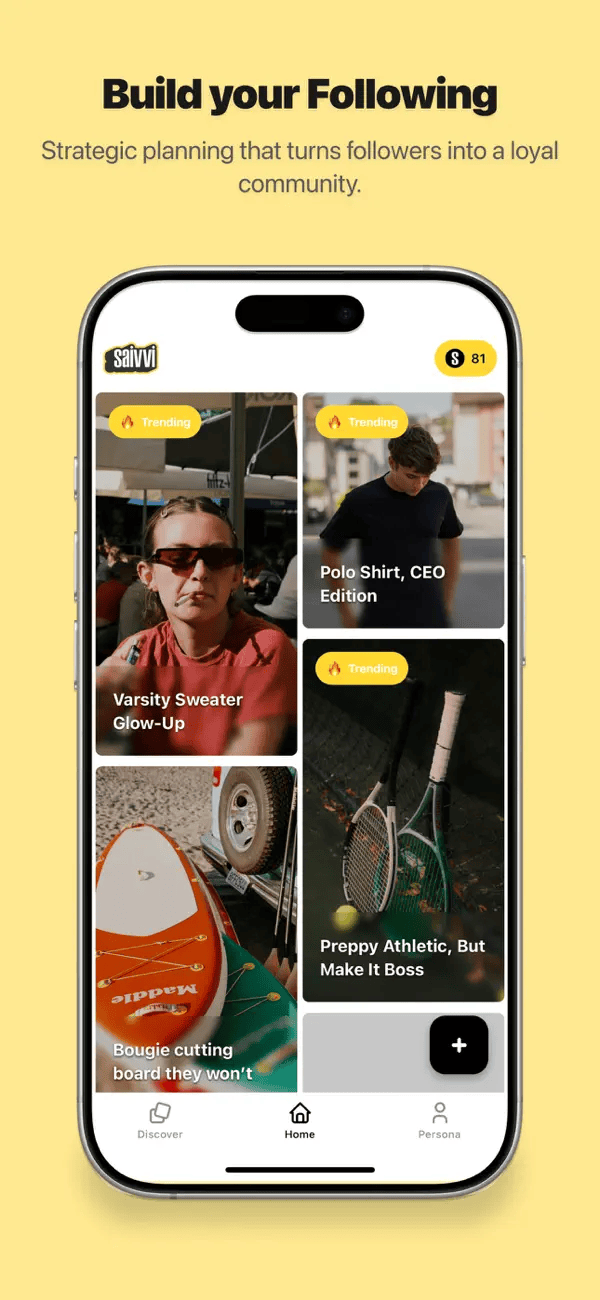 Build your Following
Strategic planning that turns followers into a loyal
community.
saivvi
S 81
🔥 Trending
Varsity Sweater
Glow-Up
🔥 Trending
Polo Shirt, CEO
Edition
🔥 Trending
Preppy Athletic, But
Make It Boss
Maddle
Bougie cutting
board they won't
+
Discover
Home
Persona